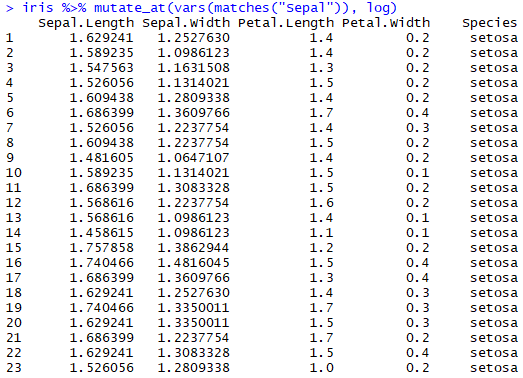 > iris %>% mutate_at(vars(matches("Sepal")), log)
Sepal.Length Sepal.Width Petal.Length Petal.Width Species
1 1.629241 1.2527630 1.4 0.2 setosa
2 1.589235 1.0986123 1.4 0.2 setosa
3 1.547563 1.1631508 1.3 0.2 setosa
4 1.526056 1.1314021 1.5 0.2 setosa
5 1.609438 1.2809338 1.4 0.2 setosa
6 1.686399 1.3609766 1.7 0.4 setosa
7 1.526056 1.2237754 1.4 0.3 setosa
8 1.609438 1.2237754 1.5 0.2 setosa
9 1.481605 1.0647107 1.4 0.2 setosa
10 1.589235 1.1314021 1.5 0.1 setosa
11 1.686399 1.3083328 1.5 0.2 setosa
12 1.568616 1.2237754 1.6 0.2 setosa
13 1.568616 1.0986123 1.4 0.1 setosa
14 1.458615 1.0986123 1.1 0.1 setosa
15 1.757858 1.3862944 1.2 0.2 setosa
16 1.740466 1.4816045 1.5 0.4 setosa
17 1.686399 1.3609766 1.3 0.4 setosa
18 1.629241 1.2527630 1.4 0.3 setosa
19 1.740466 1.3350011 1.7 0.3 setosa
20 1.629241 1.3350011 1.5 0.3 setosa
21 1.686399 1.2237754 1.7 0.2 setosa
22 1.629241 1.3083328 1.5 0.4 setosa
23 1.526056 1.2809338 1.0 0.2 setosa